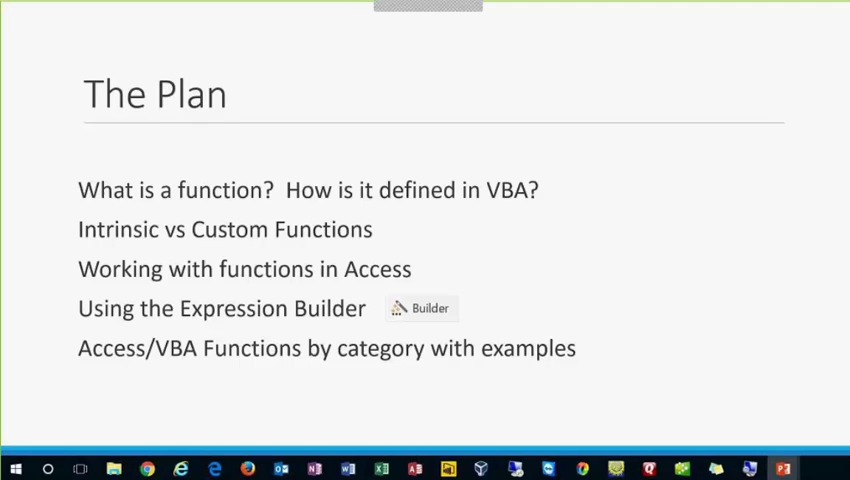 The Plan
What is a function?  How is it defined in VBA?
Intrinsic vs Custom Functions
Working with functions in Access
Using the Expression Builder Builder
Access/VBA Functions by category with examples